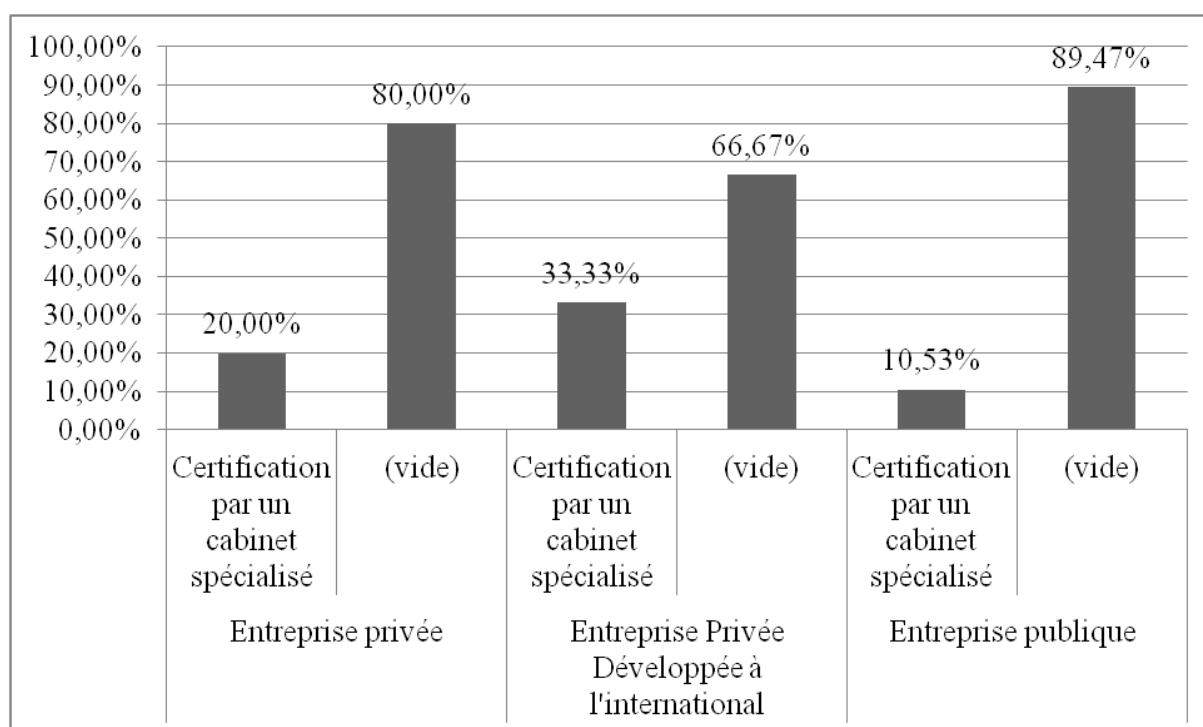 100,00%
90,00%
80,00%
70,00%
60,00%
50,00%
40,00%
30,00%
20,00%
10,00%
0,00%
20,00%
80,00%
33,33%
66,67%
10,53%
89,47%
Certification
par un
cabinet
spécialisé
(vide)
Certification
par un
cabinet
spécialisé
(vide)
Certification
par un
cabinet
spécialisé
(vide)
Entreprise privée
Entreprise Privée
Développée à
l'international
Entreprise publique